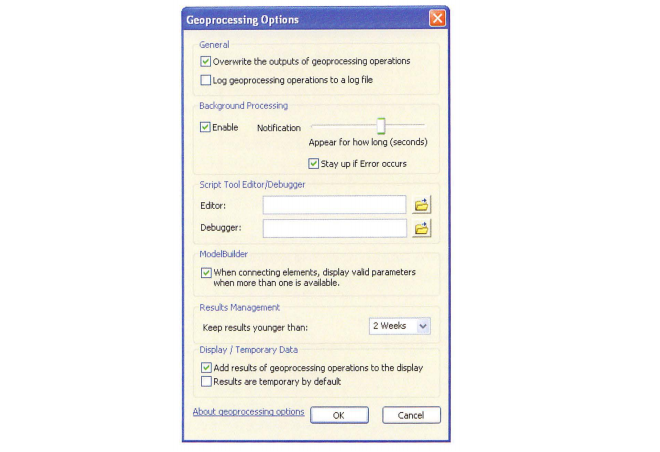 Geoprocessing Options
General
Overwrite the outputs of geoprocessing operations
Log geoprocessing operations to a log file
Background Processing
Enable Notification
Appear for how long (seconds)
Stay up if Error occurs
Script Tool Editor/Debugger
Editor:
Debugger:
ModelBuilder
When connecting elements, display valid parameters
when more than one is available.
Results Management
Keep results younger than: 2 Weeks
Display / Temporary Data
Add results of geoprocessing operations to the display
Results are temporary by default
About geoprocessing options OK Cancel